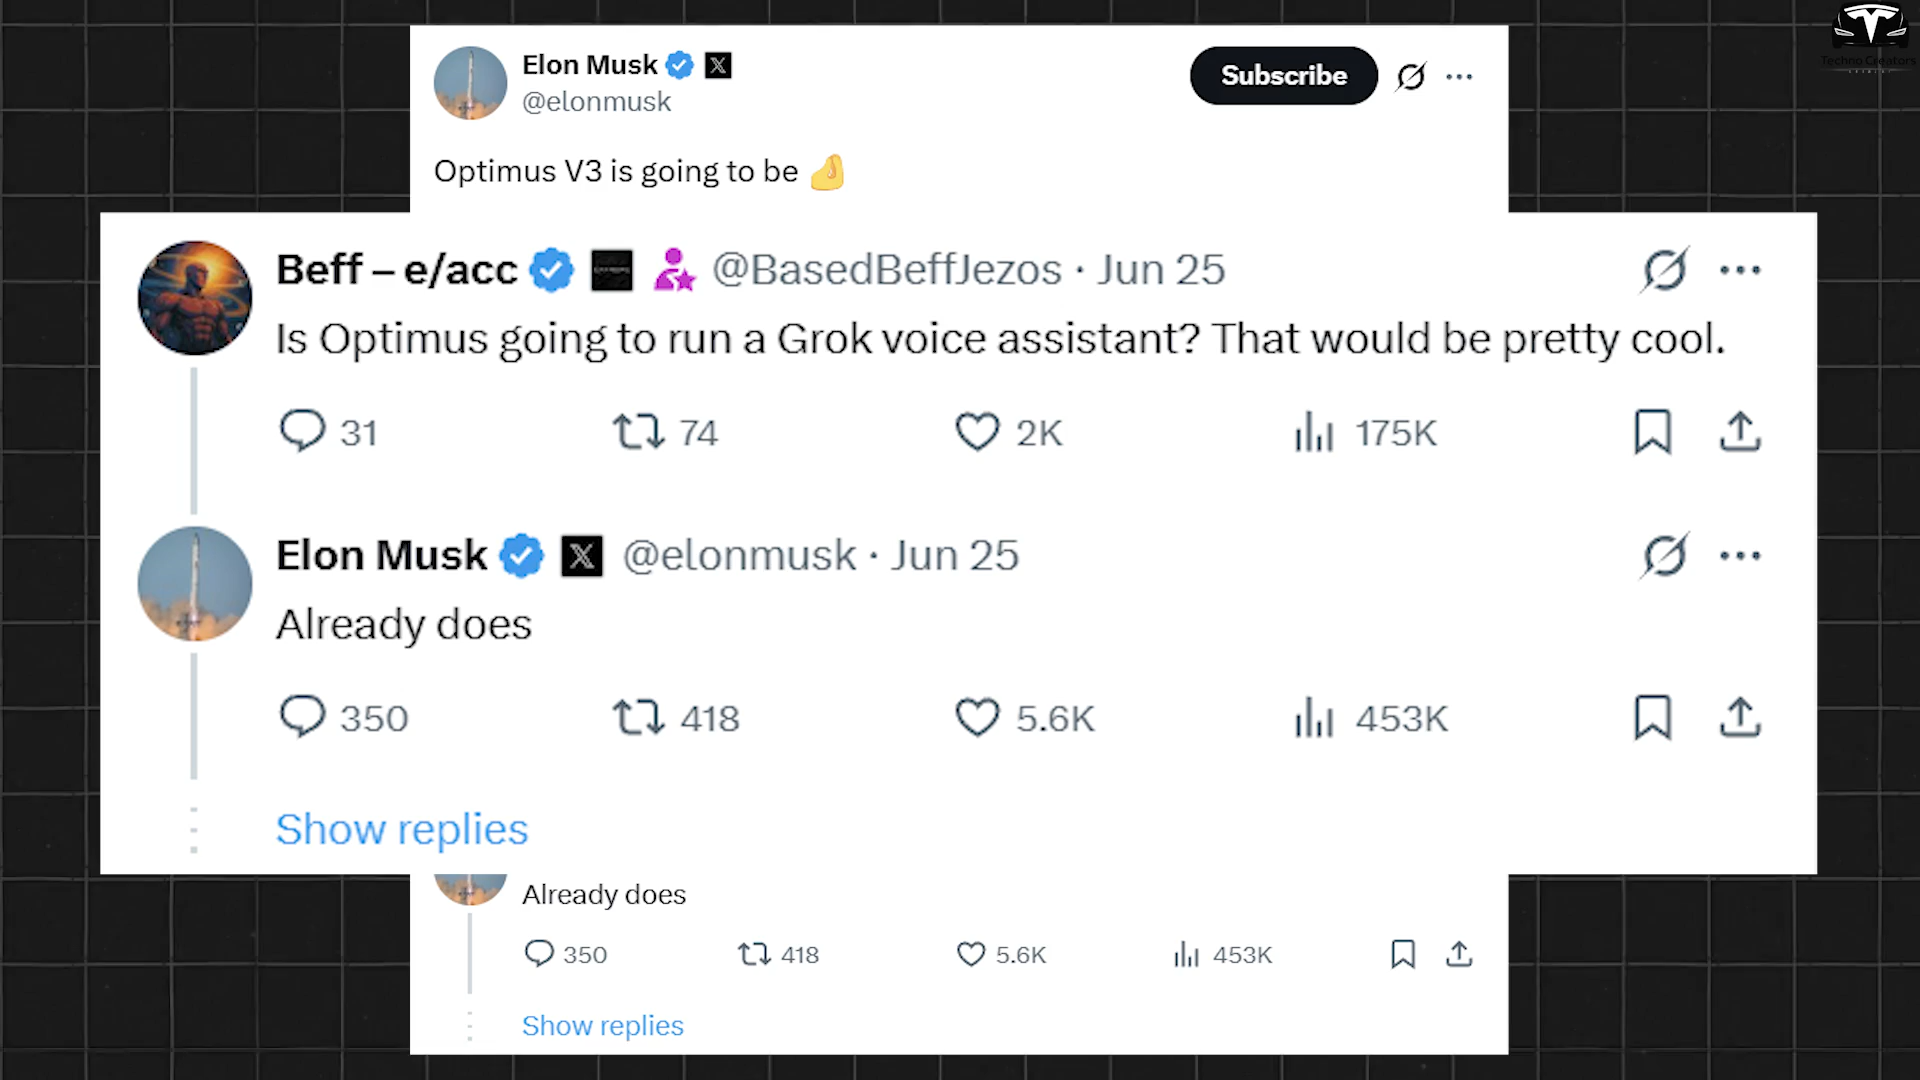 Techno Creators
Elon Musk
@elonmusk
Subscribe
Optimus V3 is going to be 🤌
Beff – e/acc @BasedBeffJezos · Jun 25
Is Optimus going to run a Grok voice assistant? That would be pretty cool.
31 74 2K 175K
Elon Musk @elonmusk · Jun 25
Already does
350 418 5.6K 453K
Show replies
Already does
350 418 5.6K 453K
Show replies